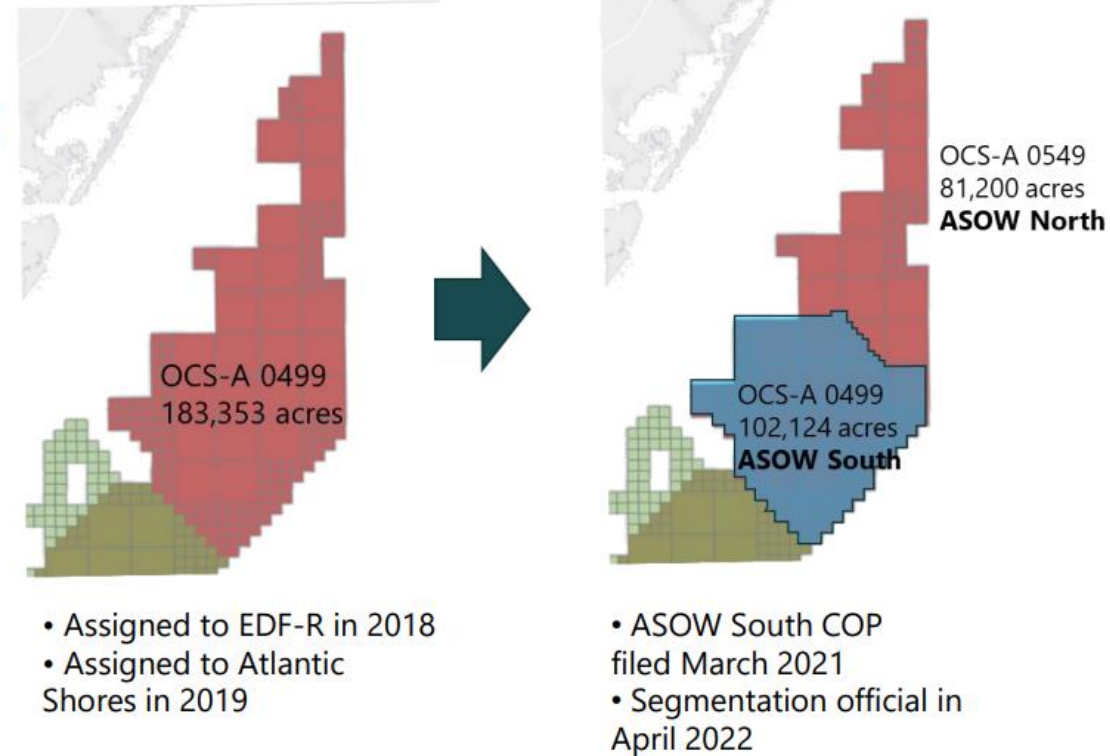 OCS-A 0499
183,353 acres
• Assigned to EDF-R in 2018
• Assigned to Atlantic
Shores in 2019
OCS-A 0549
81,200 acres
ASOW North
OCS-A 0499
102,124 acres
ASOW South
• ASOW South COP
filed March 2021
• Segmentation official in
April 2022